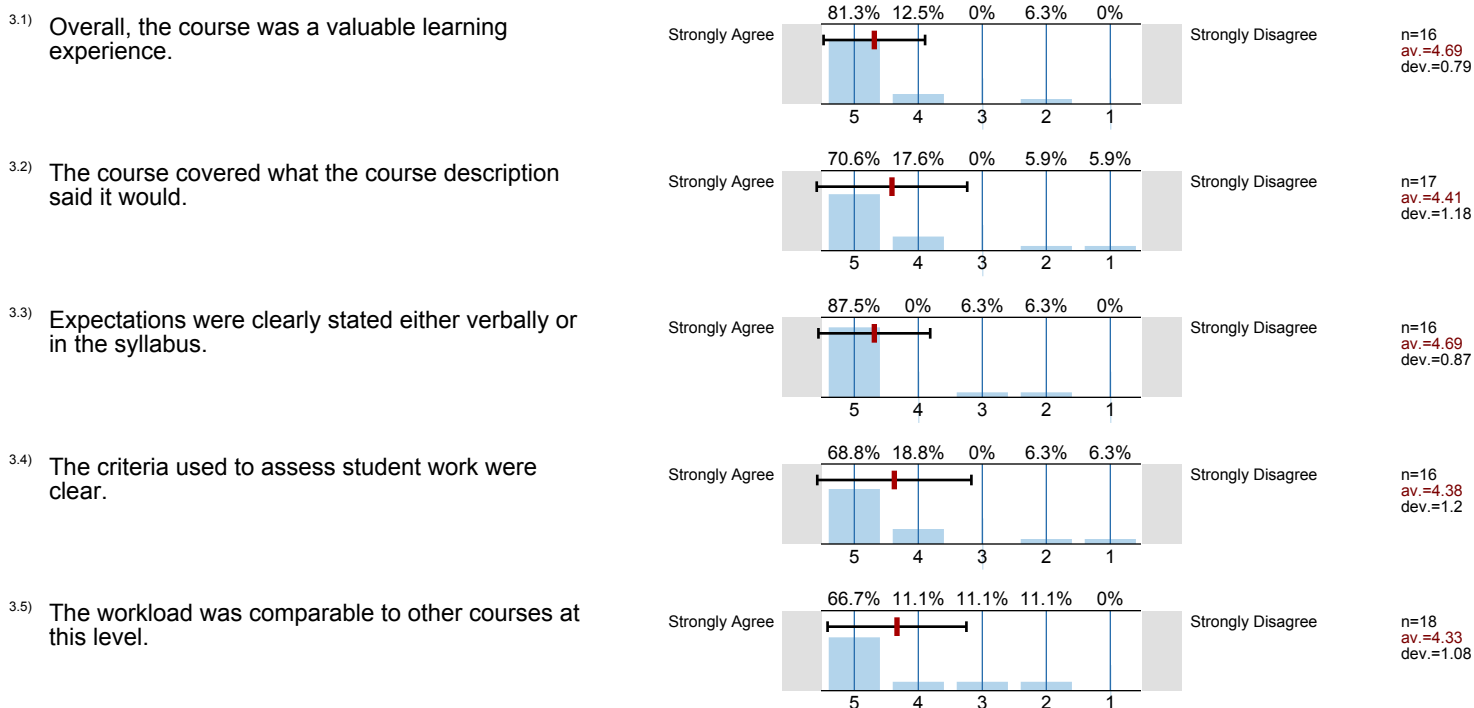 3.1) Overall, the course was a valuable learning
experience.
81.3% 12.5% 0% 6.3% 0%
Strongly Agree
Strongly Disagree
n=16
av.=4.69
dev.=0.79
5 4 3 2 1
3.2) The course covered what the course description
said it would.
70.6% 17.6% 0% 5.9% 5.9%
Strongly Agree
Strongly Disagree
n=17
av.=4.41
dev.=1.18
5 4 3 2 1
3.3) Expectations were clearly stated either verbally or
in the syllabus.
87.5% 0% 6.3% 6.3% 0%
Strongly Agree
Strongly Disagree
n=16
av.=4.69
dev.=0.87
5 4 3 2 1
3.4) The criteria used to assess student work were
clear.
68.8% 18.8% 0% 6.3% 6.3%
Strongly Agree
Strongly Disagree
n=16
av.=4.38
dev.=1.2
5 4 3 2 1
3.5) The workload was comparable to other courses at
this level.
66.7% 11.1% 11.1% 11.1% 0%
Strongly Agree
Strongly Disagree
n=18
av.=4.33
dev.=1.08
5 4 3 2 1